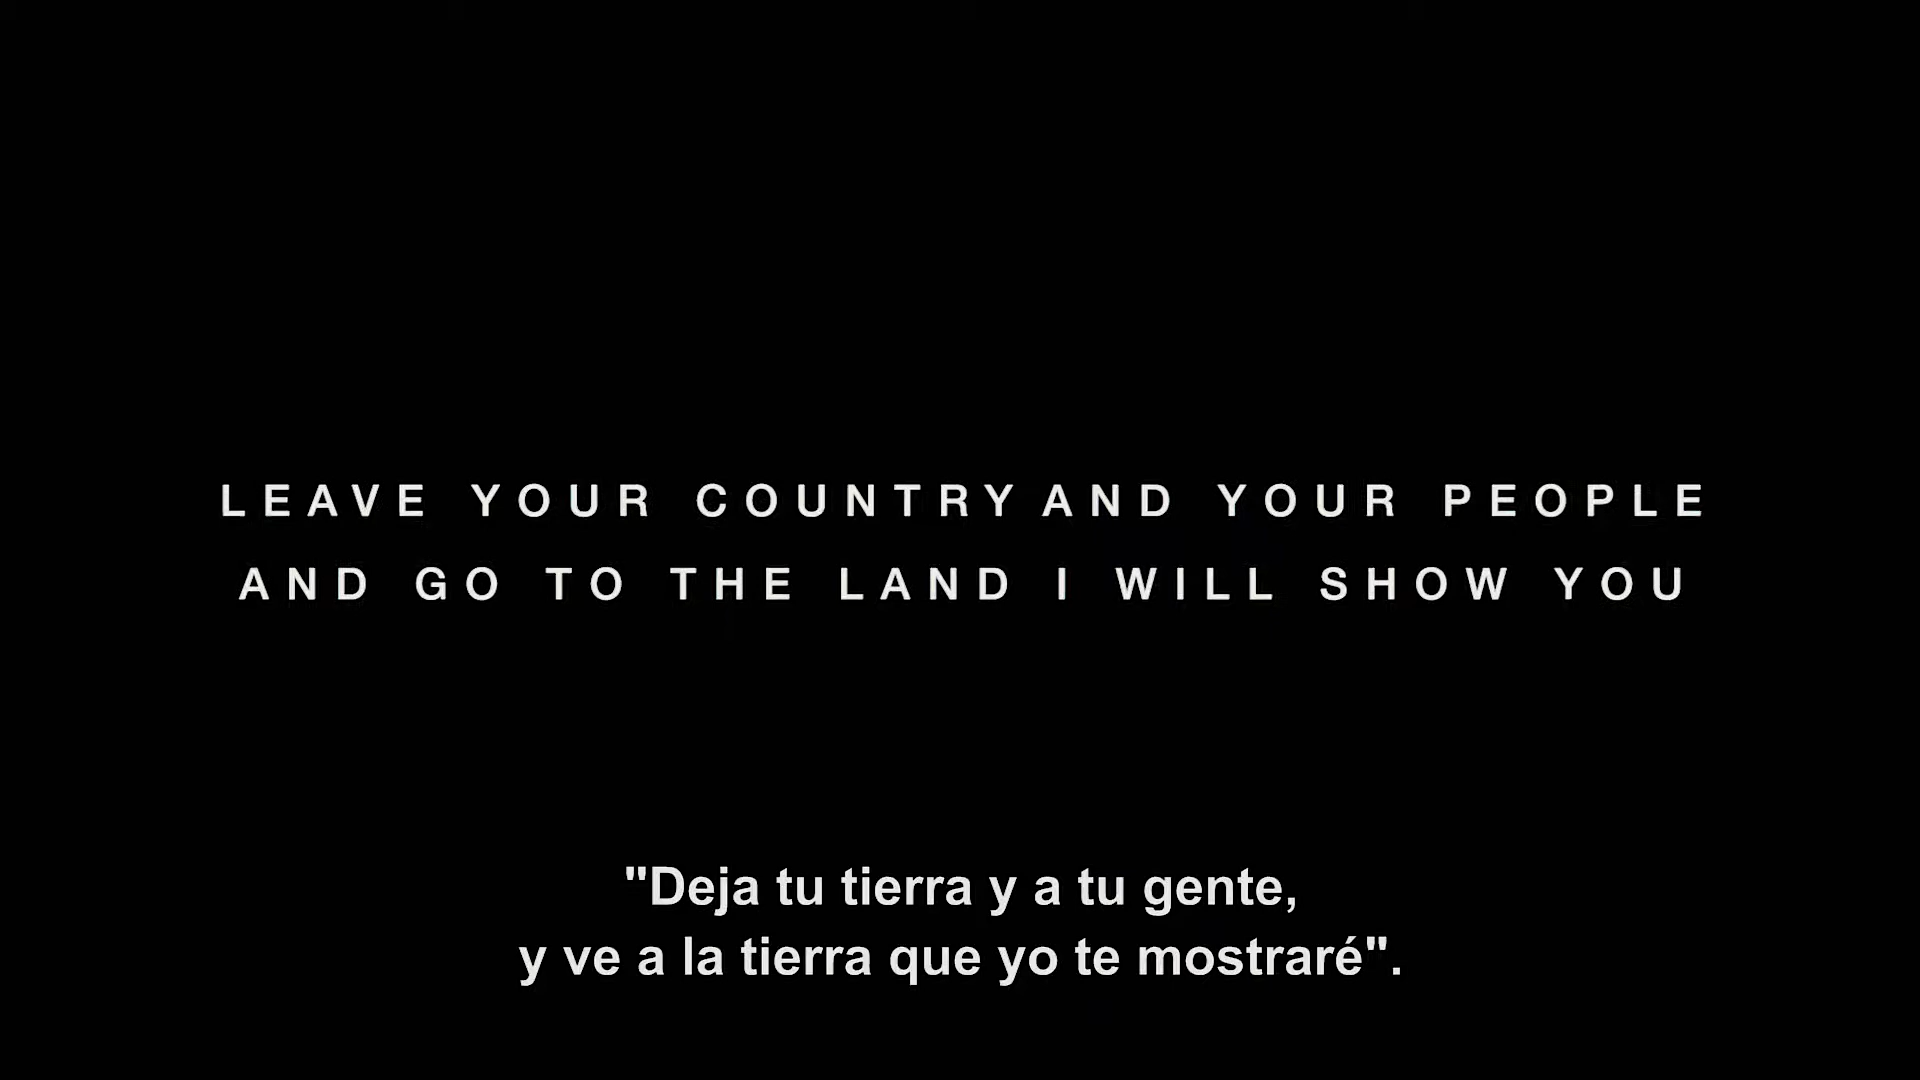 LEAVE YOUR COUNTRY AND YOUR PEOPLE
AND GO TO THE LAND I WILL SHOW YOU
"Deja tu tierra y a tu gente,
y ve a la tierra que yo te mostraré".